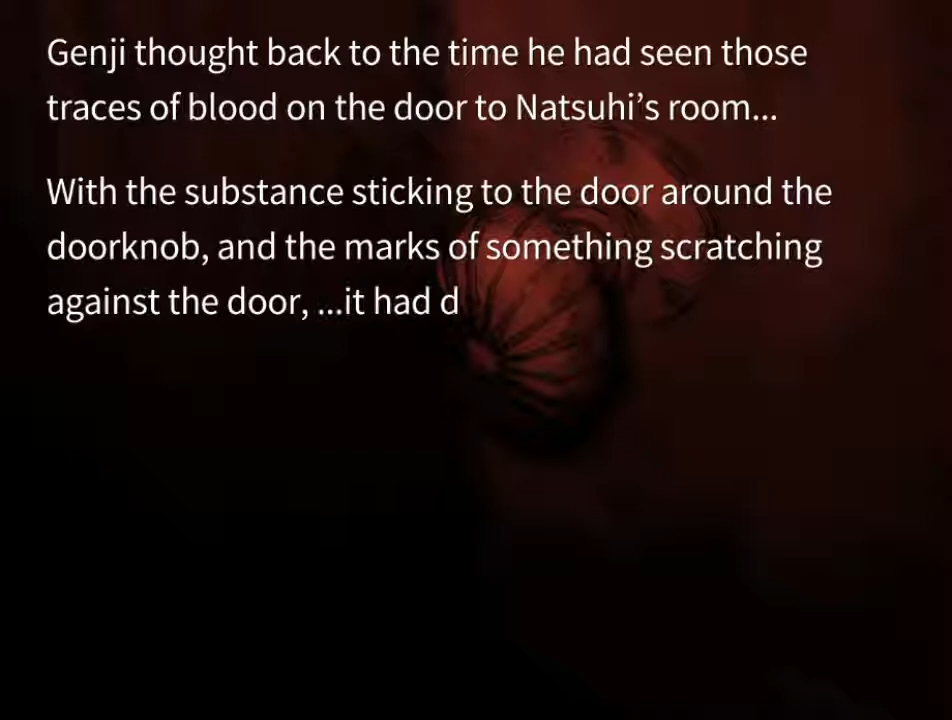 Genji thought back to the time he had seen those
traces of blood on the door to Natsuhi’s room...
With the substance sticking to the door around the
doorknob, and the marks of something scratching
against the door, ...it had d